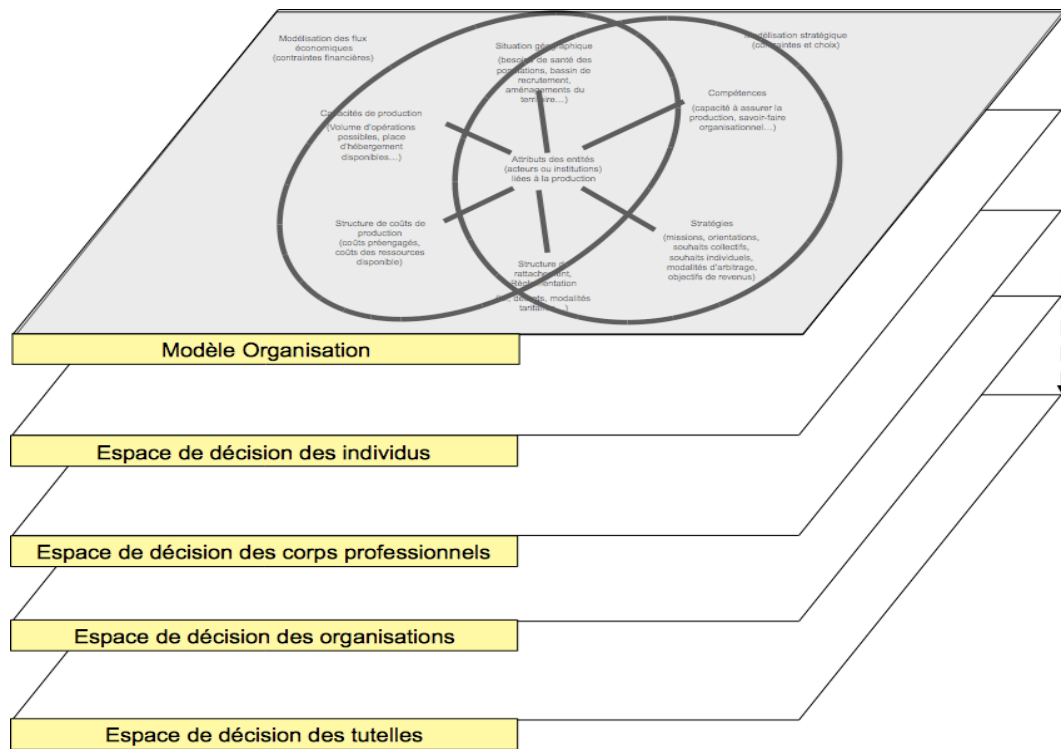 Modélisation des flux
économiques
(contraintes financières)
Situation géographique
(besoins de santé des
populations, bassin de
recrutement,
aménagements du
territoire…)
Modélisation stratégique
(contraintes et choix)
Compétences
(capacité à assurer la
production, savoir-faire
organisationnel…)
Capacités de production
(Volume d'opérations
possibles, place
d'hébergement
disponibles…)
Attributs des entités
(acteurs ou institutions)
liées à la production
Structure de coûts de
production
(coûts préengagés,
coûts des ressources
disponible)
Stratégies
(missions, orientations,
souhaits collectifs,
souhaits individuels,
modalités d'arbitrage,
objectifs de revenus)
Structure de
rattachement,
Règlementation
décrets, modalités
tarifaires…)
Modèle Organisation
Espace de décision des individus
Espace de décision des corps professionnels
Espace de décision des organisations
Espace de décision des tutelles